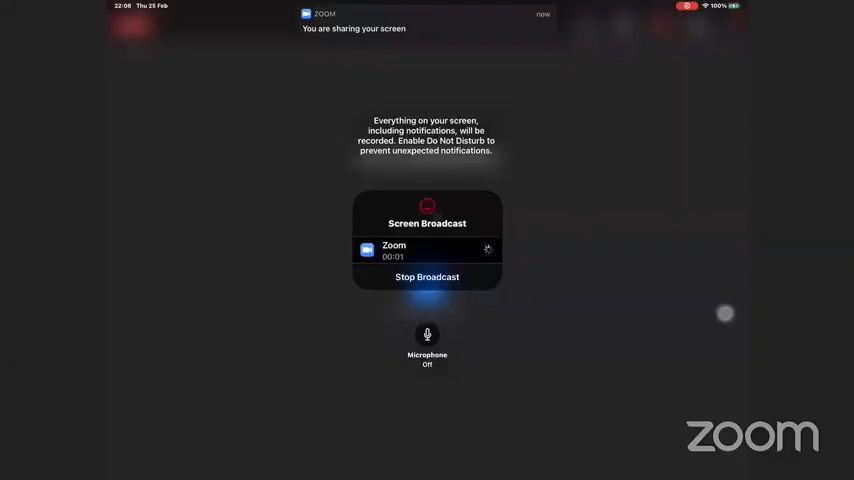 22:08 Thu 25 Feb
100%
ZOOM
now
You are sharing your screen
Everything on your screen,
including notifications, will be
recorded. Enable Do Not Disturb to
prevent unexpected notifications.
Screen Broadcast
Zoom
00:01
Stop Broadcast
Microphone
Off
zoom